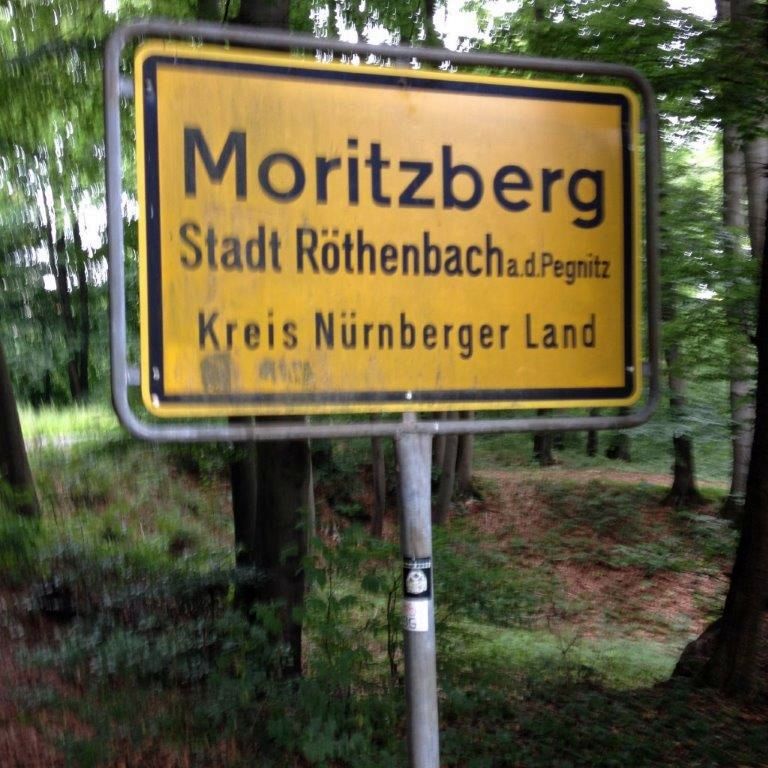 Moritzberg
Stadt Röthenbach a.d.Pegnitz
Kreis Nürnberger Land